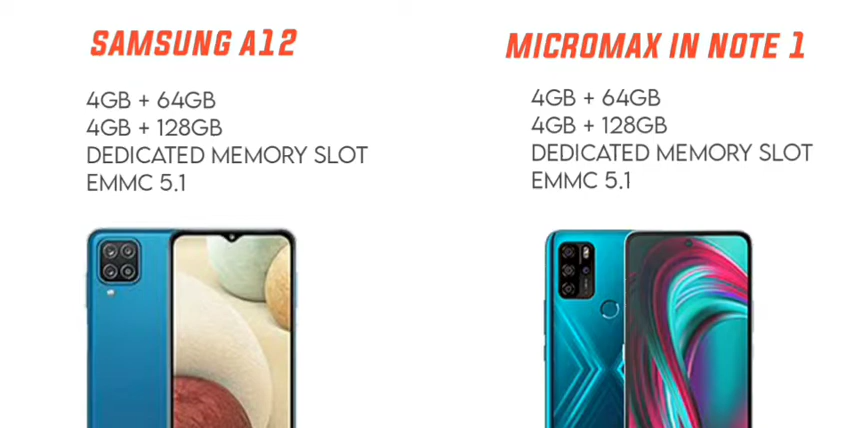 SAMSUNG A12
4GB + 64GB
4GB + 128GB
DEDICATED MEMORY SLOT
EMMC 5.1
MICROMAX IN NOTE 1
4GB + 64GB
4GB + 128GB
DEDICATED MEMORY SLOT
EMMC 5.1